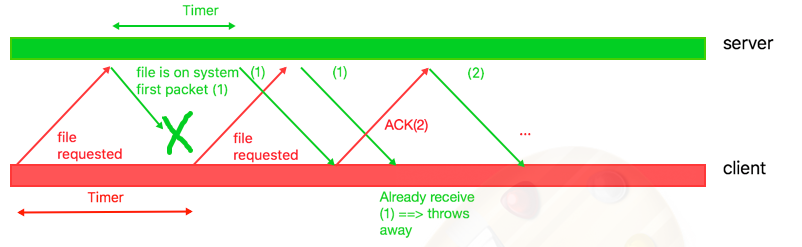 Timer
server
file is on system
first packet (1)
(1)
(1)
(2)
file
requested
file
requested
ACK(2)
...
client
Timer
Already receive
(1) ==> throws
away